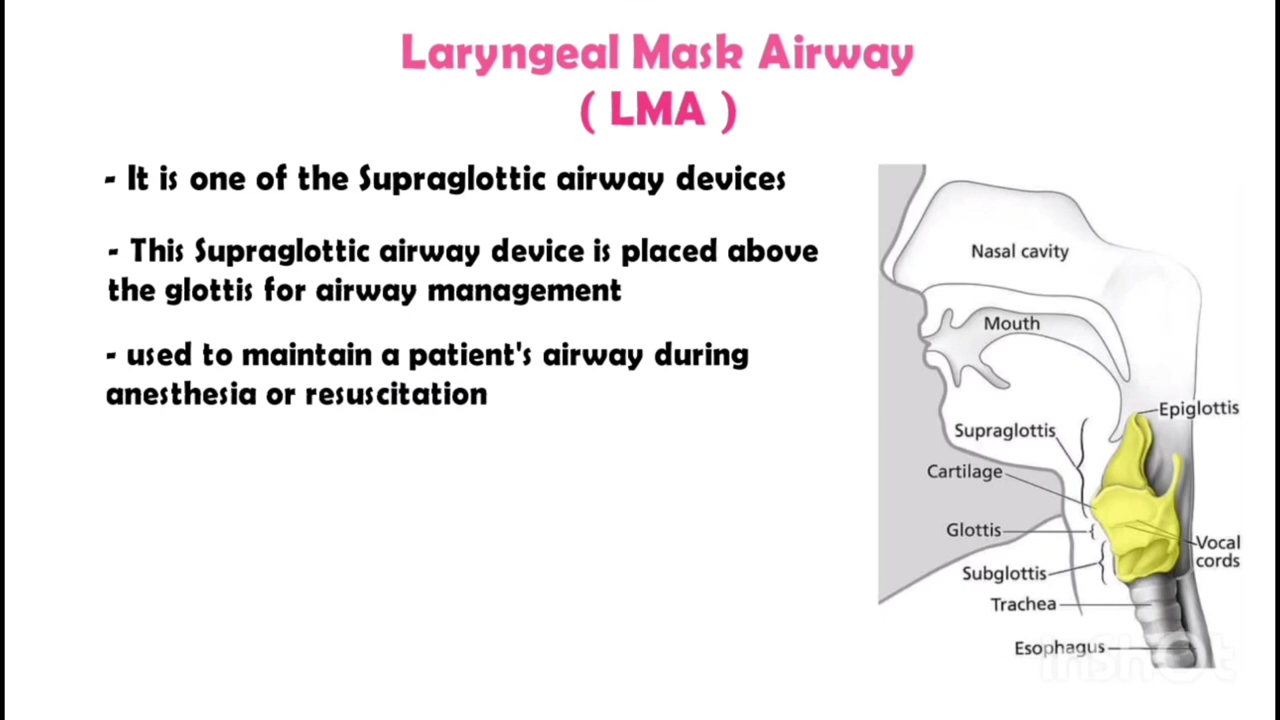 Laryngeal Mask Airway
( LMA )
- It is one of the Supraglottic airway devices
- This Supraglottic airway device is placed above
the glottis for airway management
- used to maintain a patient's airway during
anesthesia or resuscitation
Nasal cavity
Mouth
Epiglottis
Supraglottis
Cartilage
Glottis
Vocal
cords
Subglottis
Trachea
Esophagus
InShOt